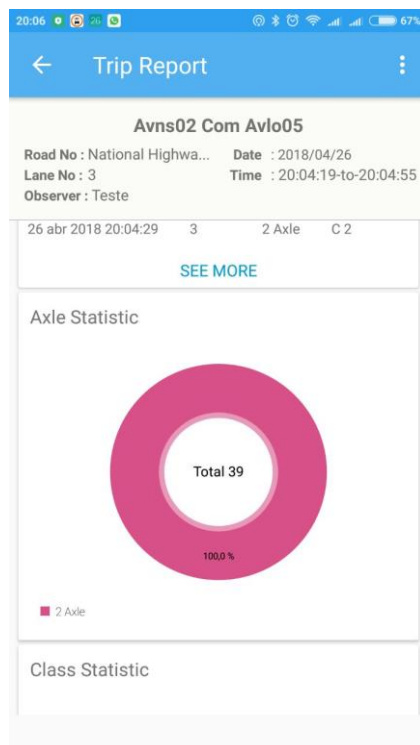 20:06 26 67%
Trip Report
Avns02 Com Avlo05
Road No : National Highwa... Date : 2018/04/26
Lane No : 3 Time : 20:04:19-to-20:04:55
Observer : Teste
26 abr 2018 20:04:29 3 2 Axle C 2
SEE MORE
Axle Statistic
Total 39
100,0 %
2 Axle
Class Statistic